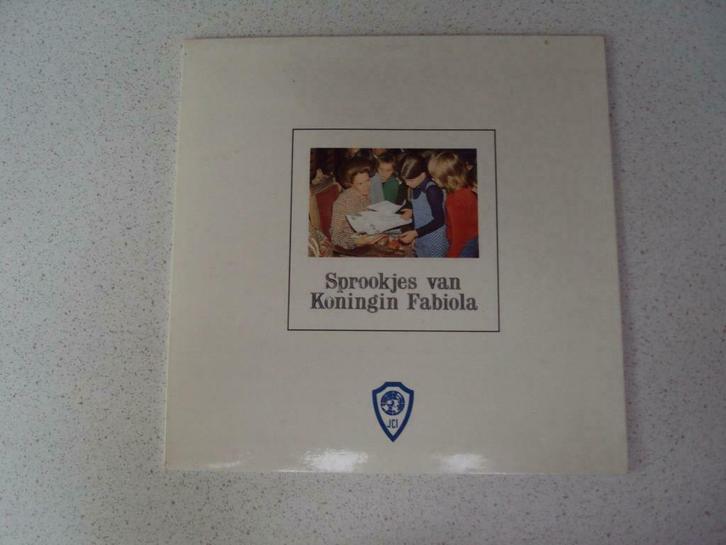 Sprookjes van
Koningin Fabiola
JCI